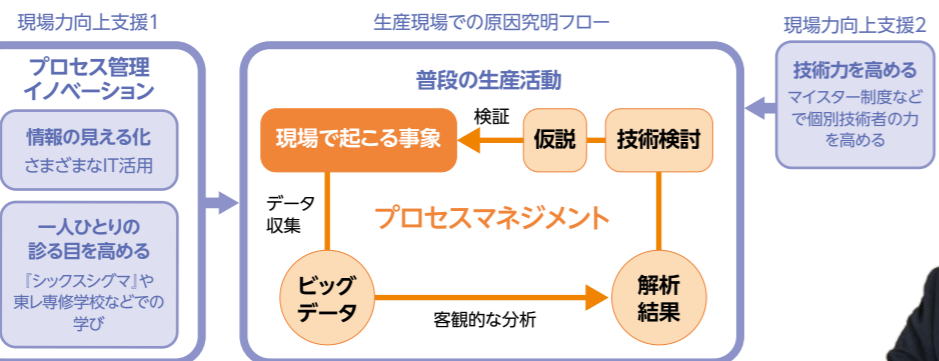 現場力向上支援1
プロセス管理
イノベーション
情報の見える化
さまざまなIT活用
一人ひとりの
診る目を高める
『シックスシグマ』や
東レ専修学校などでの
学び
生産現場での原因究明フロー
普段の生産活動
現場で起こる事象
検証
仮説
技術検討
データ
収集
プロセスマネジメント
ビッグ
データ
客観的な分析
解析
結果
現場力向上支援2
技術力を高める
マイスター制度など
で個別技術者の力
を高める